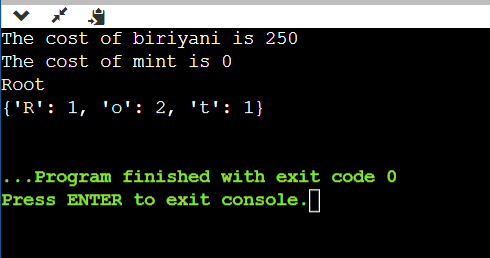 The cost of biriyani is 250
The cost of mint is 0
Root
{'R': 1, 'o': 2, 't': 1}
...Program finished with exit code 0
Press ENTER to exit console.